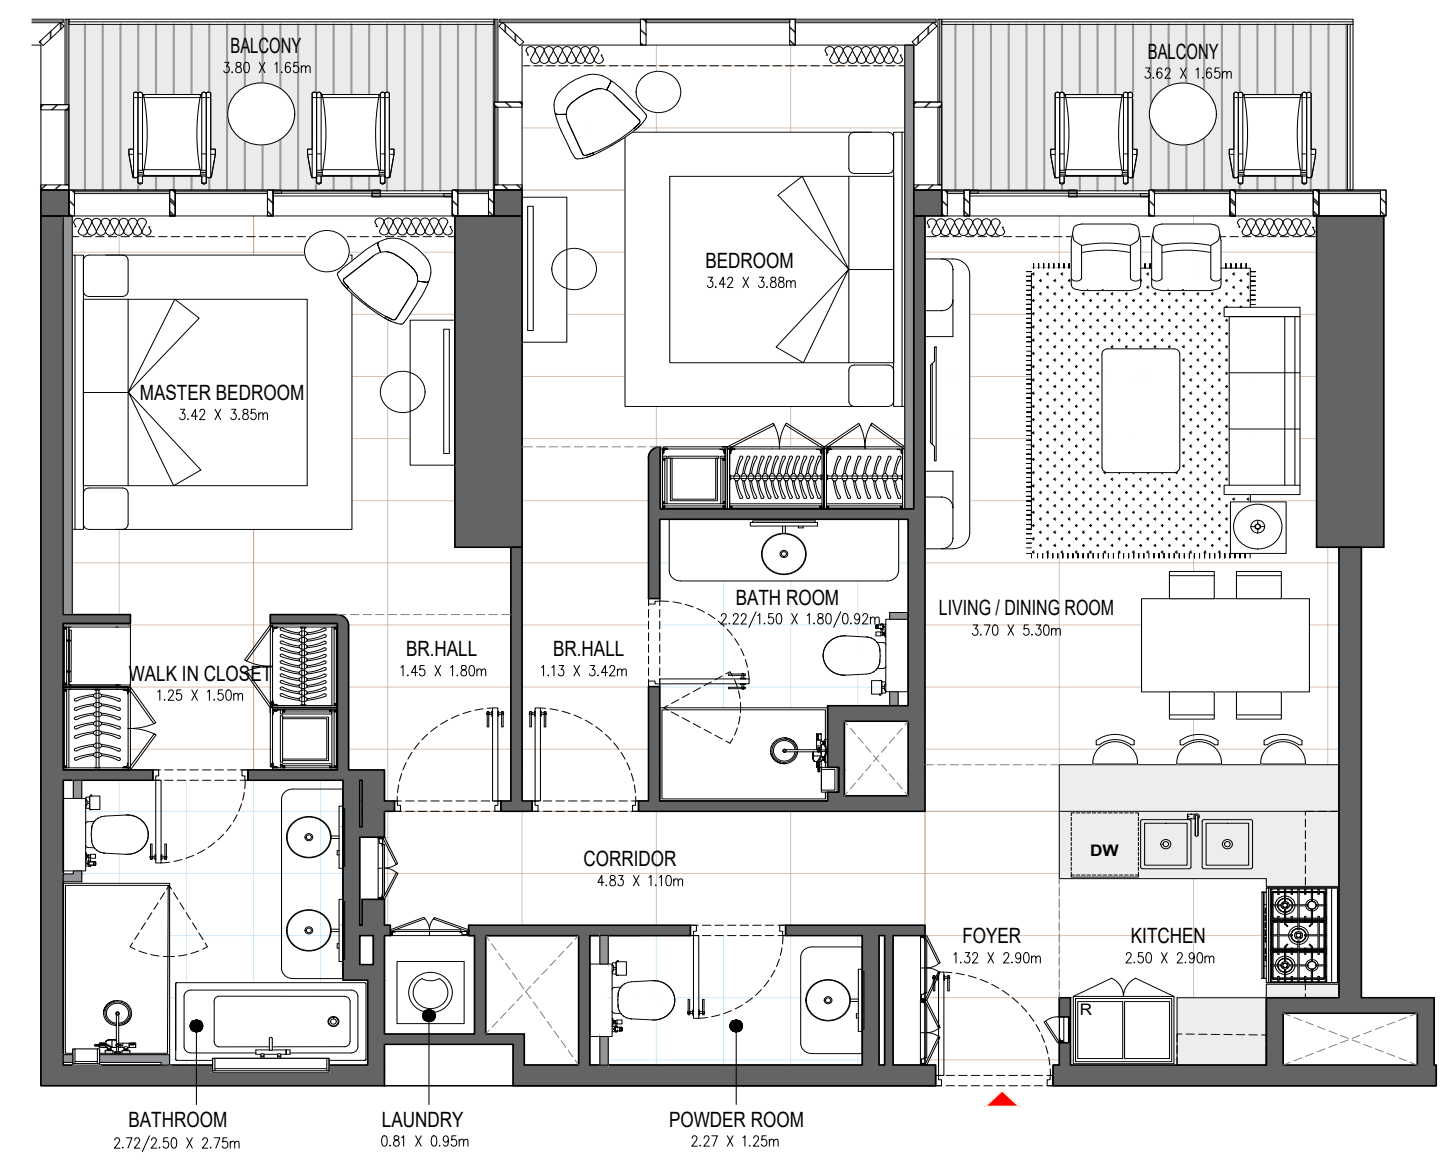 BALCONY
3.80 X 1.65m
BALCONY
3.62 X 1.65m
BEDROOM
3.42 X 3.88m
MASTER BEDROOM
3.42 X 3.85m
BATH ROOM
2.22/1.50 X 1.80/0.92m
LIVING / DINING ROOM
3.70 X 5.30m
BR.HALL
1.45 X 1.80m
BR.HALL
1.13 X 3.42m
WALK IN CLOSET
1.25 X 1.50m
DW
CORRIDOR
4.83 X 1.10m
FOYER
1.32 X 2.90m
KITCHEN
2.50 X 2.90m
R
BATHROOM
2.72/2.50 X 2.75m
LAUNDRY
0.81 X 0.95m
POWDER ROOM
2.27 X 1.25m